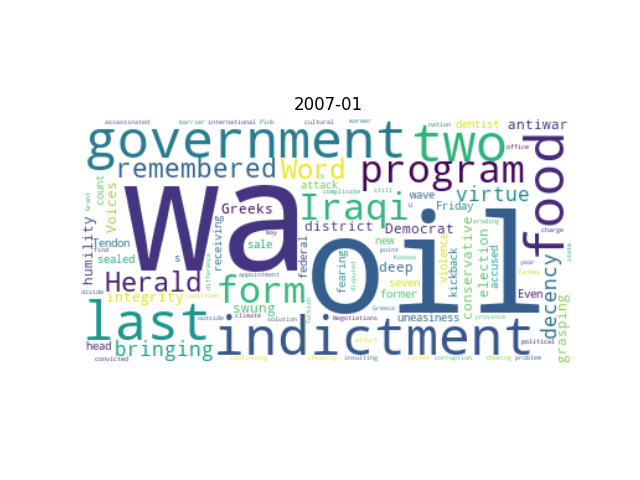 2007-01
assassinated barrier international Pink cultural warmer
government two dentist antiwar
nation office
remembered Word program food
wa oil
Iraqi virtue
attack complicate still wave u Friday
humility count Voices Grant
Greeks district Democrat
Tendon find sealed s receiving sale federal new
difference Way fearing point Kosovo deep
violence kickback conservative election accused eroding
charge state
Herald form appointment disputed seven year Turkey
integrity divide coalition swung former Even
last outside climate solution Turkish Negotiations Greece uneasiness province
decency grasping
head bringing indictment effort political
convicted continuing insulting system corruption problem